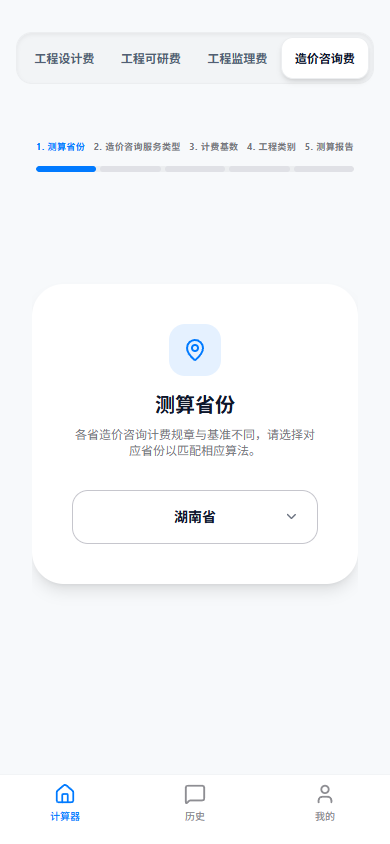 工程设计费 工程可研费 工程监理费 造价咨询费
1. 测算省份 2. 造价咨询服务类型 3. 计费基数 4. 工程类别 5. 测算报告
测算省份
各省造价咨询计费规章与基准不同，请选择对
应省份以匹配相应算法。
湖南省
计算器 历史 我的